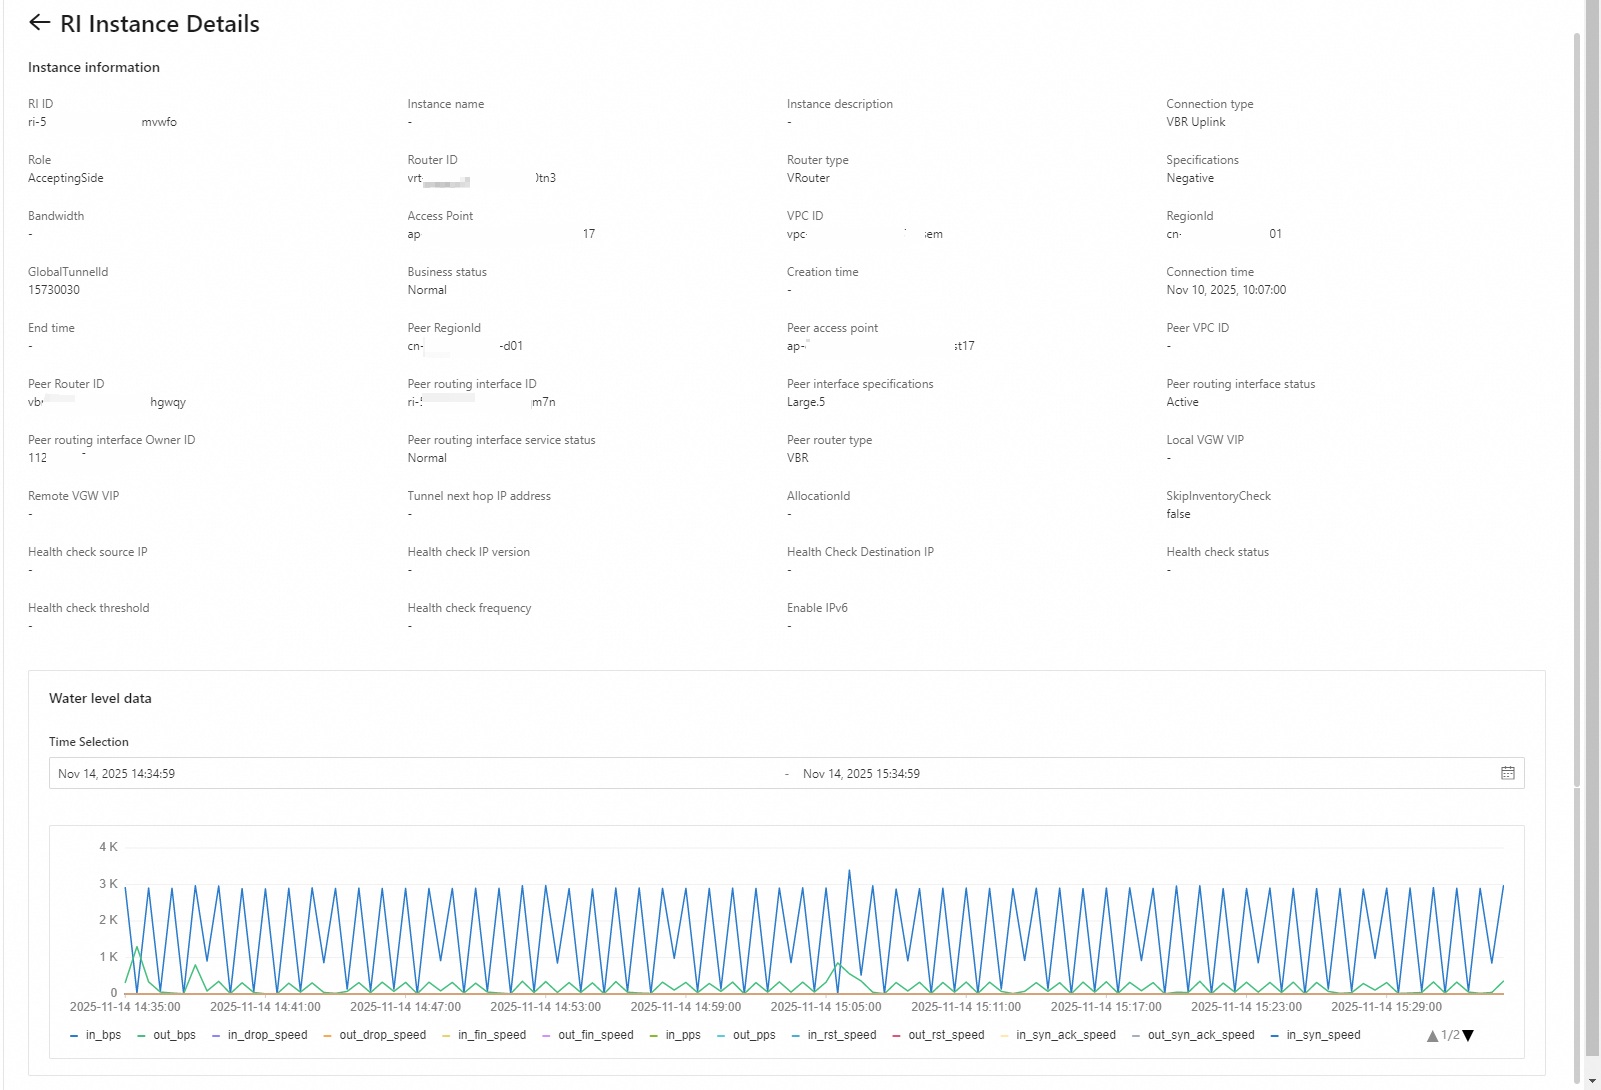 RI Instance Details
Instance information
RI ID Instance name Instance description Connection type
ri-5 mvwfo - - VBR Uplink
Role Router ID Router type Specifications
AcceptingSide vrt- tn3 VRouter Negative
Bandwidth Access Point VPC ID RegionId
- ap- 17 vpc- sem cn- 01
GlobalTunnelId Business status Creation time Connection time
15730030 Normal - Nov 10, 2025, 10:07:00
End time Peer RegionId Peer access point Peer VPC ID
- cn- -d01 ap- st17 -
Peer Router ID Peer routing interface ID Peer interface specifications Peer routing interface status
vbr hgwqy ri-5 m7n Large.5 Active
Peer routing interface Owner ID Peer routing interface service status Peer router type Local VGW VIP
112 Normal VBR -
Remote VGW VIP Tunnel next hop IP address AllocationId SkipInventoryCheck
- - - false
Health check source IP Health check IP version Health Check Destination IP Health check status
- - - -
Health check threshold Health check frequency Enable IPv6
- - -
Water level data
Time Selection
Nov 14, 2025 14:34:59 - Nov 14, 2025 15:34:59
4 K
3 K
2 K
1 K
0
2025-11-14 14:35:00 2025-11-14 14:41:00 2025-11-14 14:47:00 2025-11-14 14:53:00 2025-11-14 14:59:00 2025-11-14 15:05:00 2025-11-14 15:11:00 2025-11-14 15:17:00 2025-11-14 15:23:00 2025-11-14 15:29:00
in_bps out_bps in_drop_speed out_drop_speed in_fin_speed out_fin_speed in_pps out_pps in_rst_speed out_rst_speed in_syn_ack_speed out_syn_ack_speed in_syn_speed 1/2